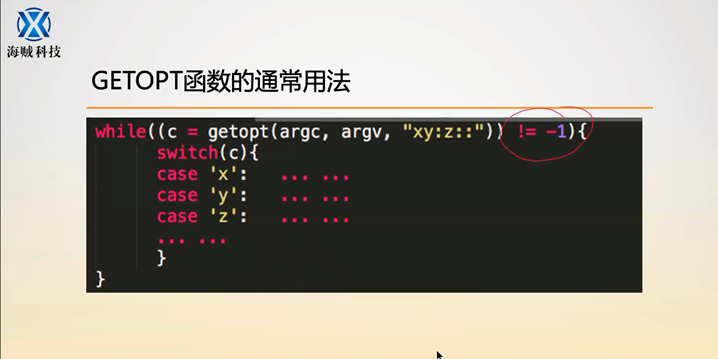 海贼科技
GETOPT函数的通常用法
while((c = getopt(argc, argv, "xy:z::")) != -1){
switch(c){
case 'x': ... ...
case 'y': ... ...
case 'z': ... ...
... ...
}
}